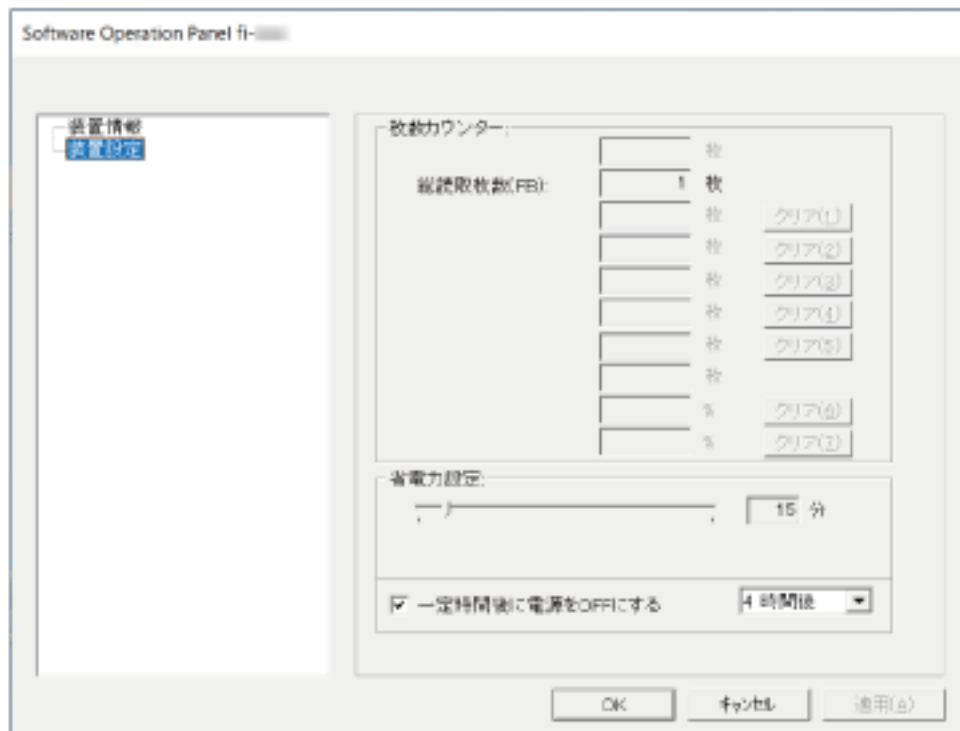 Software Operation Panel fi-
装置情報
装置設定
枚数カウンター:
枚
総読取枚数(FB): 1 枚
枚 クリア(1)
枚 クリア(2)
枚 クリア(3)
枚 クリア(4)
枚 クリア(5)
枚
% クリア(6)
% クリア(7)
省電力設定:
15 分
一定時間後に電源をOFFにする 4 時間後
OK キャンセル 適用(A)